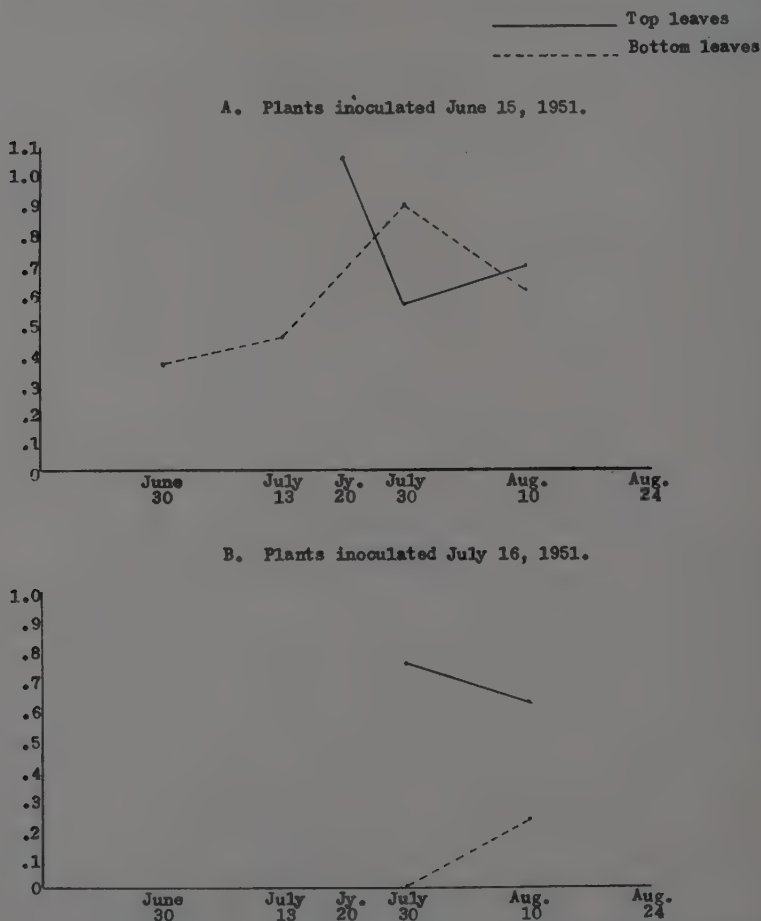 Top leaves
Bottom leaves
A. Plants inoculated June 15, 1951.
1.1
1.0
.9
.8
.7
.6
.5
.4
.3
.2
.1
0
June July Jy. July Aug. Aug.
30 13 20 30 10 24
B. Plants inoculated July 16, 1951.
1.0
.9
.8
.7
.6
.5
.4
.3
.2
.1
0
June July Jy. July Aug. Aug.
30 13 20 30 10 24